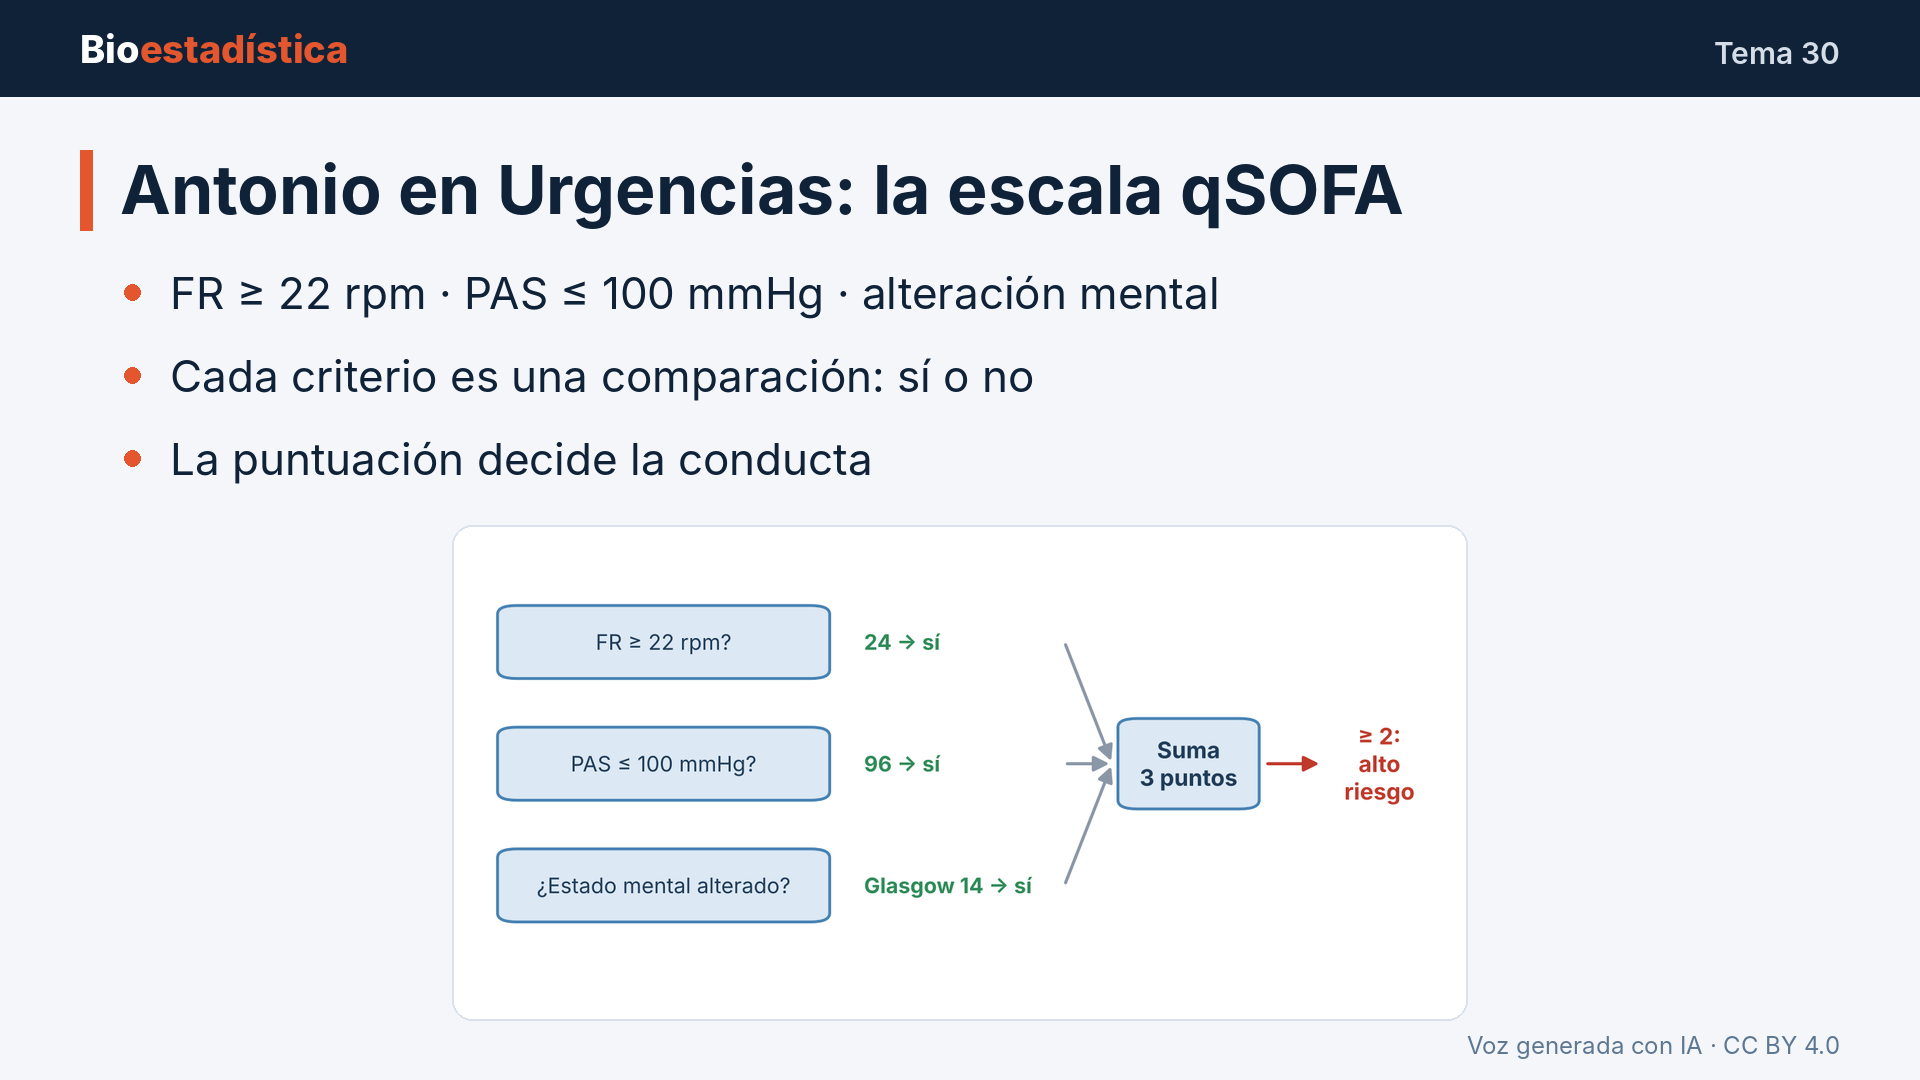 Bioestadística
Tema 30
Antonio en Urgencias: la escala qSOFA
FR ≥ 22 rpm · PAS ≤ 100 mmHg · alteración mental
Cada criterio es una comparación: sí o no
La puntuación decide la conducta
FR ≥ 22 rpm?
24 → sí
PAS ≤ 100 mmHg?
96 → sí
¿Estado mental alterado?
Glasgow 14 → sí
Suma
3 puntos
≥ 2:
alto
riesgo
Voz generada con IA · CC BY 4.0